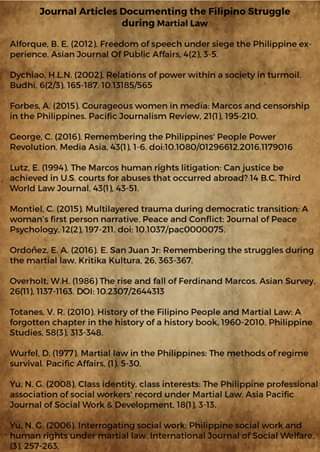 Journal Articles Documenting the Filipino Struggle
during Martial Law
Alforque, B. E. (2012). Freedom of speech under siege the Philippine ex-
perience. Asian Journal Of Public Affairs, 4(2), 3-5.
Dychiao, H.L.N. (2002). Relations of power within a society in turmoil.
Budhi, 6(2/3), 165-187. 10.13185/565
Forbes, A. (2015). Courageous women in media: Marcos and censorship
in the Philippines. Pacific Journalism Review, 21(1), 195-210.
George, C. (2016). Remembering the Philippines' People Power
Revolution. Media Asia, 43(1), 1-6. doi:10.1080/01296612.2016.1179016
Lutz, E. (1994). The Marcos human rights litigation: Can justice be
achieved in U.S. courts for abuses that occurred abroad? 14 B.C. Third
World Law Journal, 43(1), 43-51.
Montiel, C. (2015). Multilayered trauma during democratic transition: A
woman's first person narrative. Peace and Conflict: Journal of Peace
Psychology, 12(2), 197-211. doi: 10.1037/pac0000075.
Ordoñez, E. A. (2016). E. San Juan Jr: Remembering the struggles during
the martial law. Kritika Kultura, 26, 363-367.
Overholt, W.H. (1986) The rise and fall of Ferdinand Marcos. Asian Survey,
26(11), 1137-1163. DOI: 10.2307/2644313
Totanes, V. R. (2010). History of the Filipino People and Martial Law: A
forgotten chapter in the history of a history book, 1960-2010. Philippine
Studies, 58(3), 313-348.
Wurfel, D. (1977). Martial law in the Philippines: The methods of regime
survival. Pacific Affairs, (1), 5-30.
Yu, N. G. (2008). Class identity, class interests: The Philippine professional
association of social workers' record under Martial Law. Asia Pacific
Journal of Social Work & Development, 18(1), 3-13.
Yu, N. G. (2006). Interrogating social work: Philippine social work and
human rights under martial law. International Journal of Social Welfare,
(3), 257-263.